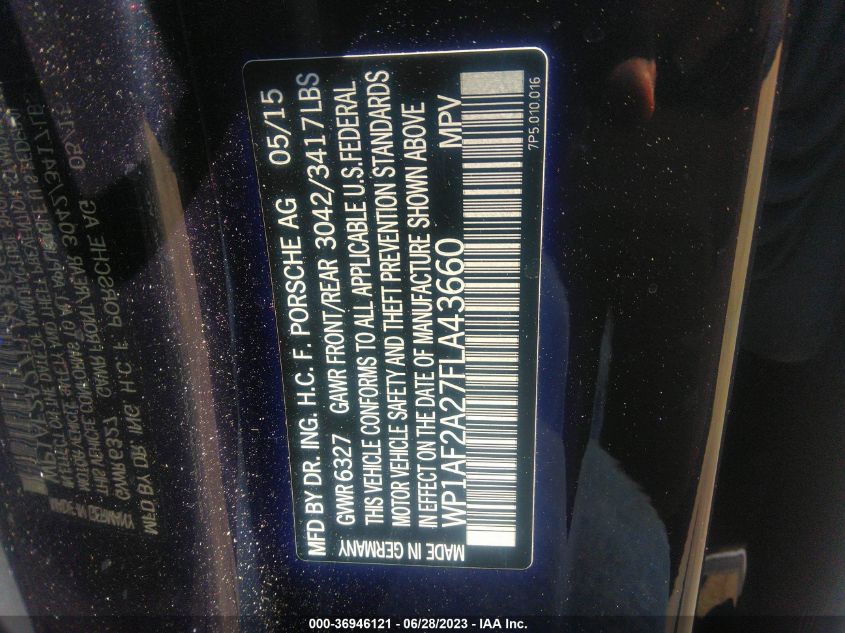 MFD BY DR. ING. H.C. F. PORSCHE AG 05/15
GVWR 6327 GAWR FRONT/REAR 3042/3417 LBS
THIS VEHICLE CONFORMS TO ALL APPLICABLE U.S.FEDERAL
MOTOR VEHICLE SAFETY AND THEFT PREVENTION STANDARDS
IN EFFECT ON THE DATE OF MANUFACTURE SHOWN ABOVE
WP1AF2A27FLA43660 MPV
MADE IN GERMANY
7P5.010.016
000-36946121 - 06/28/2023 - IAA Inc.